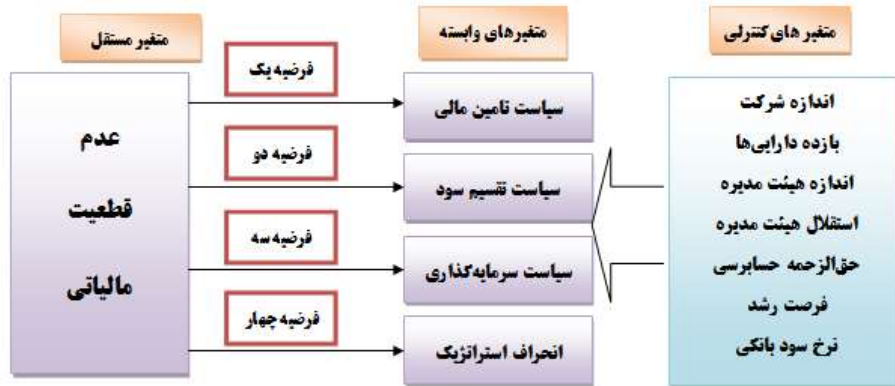 متغیر های کنترلی
متغیرهای وابسته
متغیر مستقل
اندازه شرکت
بازده دارایی‌ها
اندازه هیئت مدیره
استقلال هیئت مدیره
حق‌الزحمه حسابرسی
فرصت رشد
نرخ سود بانکی
سیاست تامین مالی
سیاست تقسیم سود
سیاست سرمایه‌گذاری
انحراف استراتژیک
فرضیه یک
فرضیه دو
فرضیه سه
فرضیه چهار
عدم
قطعیت
مالیاتی